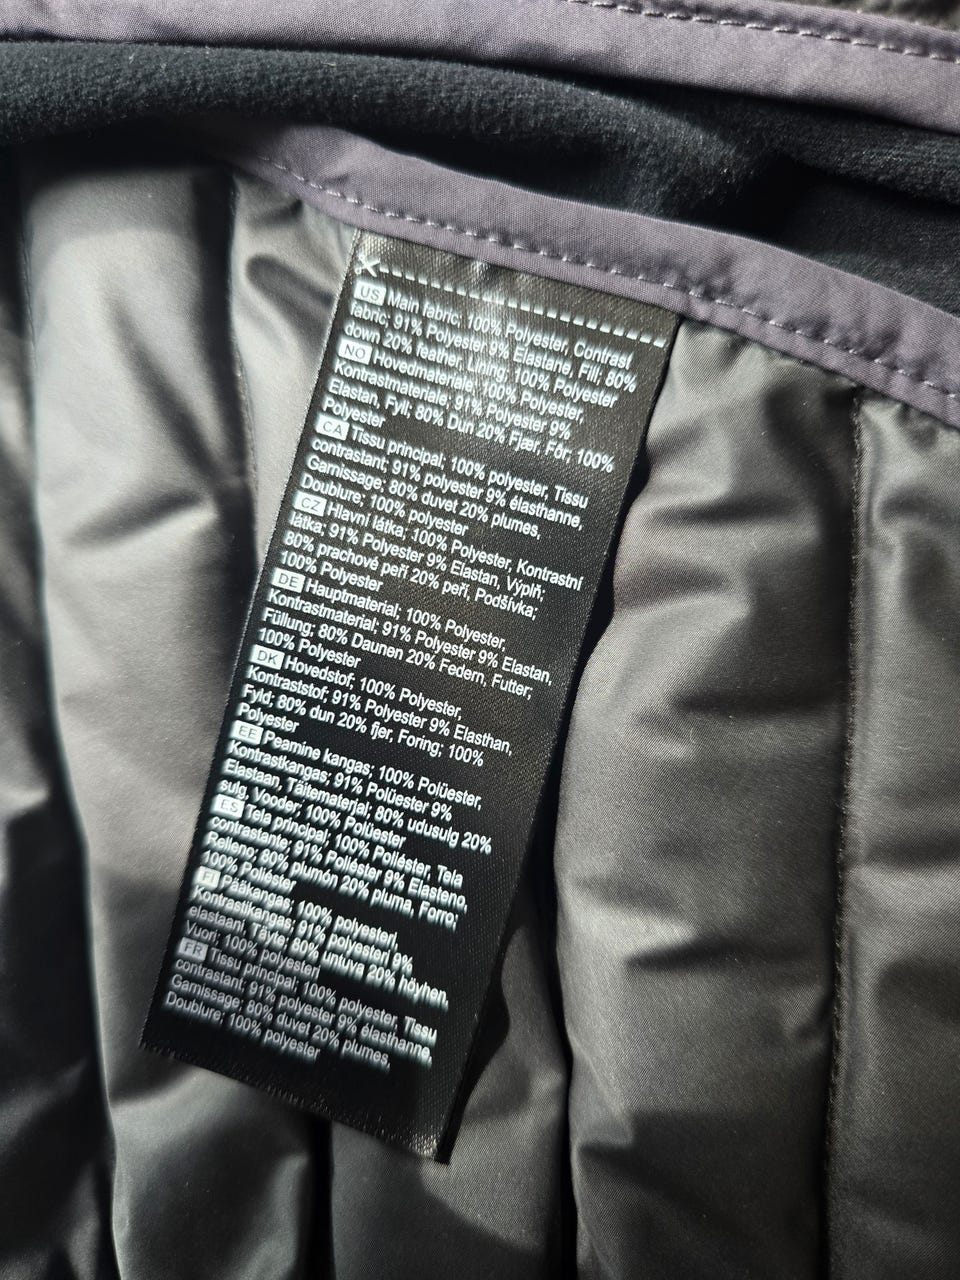 US Main fabric: 100% Polyester, Contrast
fabric; 91% Polyester 9% Elastane, Fill; 80%
down 20% feather, Lining; 100% Polyester
NO Hovedmateriale; 100% Polyester,
Kontrastmateriale; 91% Polyester 9%
Elastan, Fyll; 80% Dun 20% Fjær, Fôr; 100%
Polyester
CA Tissu principal; 100% polyester, Tissu
contrastant; 91% polyester 9% élasthanne,
Garnissage; 80% duvet 20% plumes,
Doublure; 100% polyester
CZ Hlavní látka; 100% Polyester, Kontrastní
látka; 91% Polyester 9% Elastan, Výplň;
80% prachové peří 20% peří, Podšívka;
100% Polyester
DE Hauptmaterial; 100% Polyester,
Kontrastmaterial; 91% Polyester 9% Elastan,
Füllung; 80% Daunen 20% Federn, Futter;
100% Polyester
DK Hovedstof; 100% Polyester,
Kontraststof; 91% Polyester 9% Elasthan,
Fyld; 80% dun 20% fjer, Foring; 100%
Polyester
EE Peamine kangas; 100% Polüester,
Kontrastkangas; 91% Polüester 9%
Elastaan, Täitematerjal; 80% udusulg 20%
sulg, Vooder; 100% Polüester
ES Tela principal; 100% Poliéster, Tela
contrastante; 91% Poliéster 9% Elasteno,
Relleno; 80% plumón 20% pluma, Forro;
100% Poliéster
FI Pääkangas; 100% polyesteri,
Kontrastikangas; 91% polyesteri 9%
elastaani, Täyte; 80% untuva 20% höyhen,
Vuori; 100% polyesteri
FR Tissu principal; 100% polyester, Tissu
contrastant; 91% polyester 9% élasthanne,
Garnissage; 80% duvet 20% plumes,
Doublure; 100% polyester